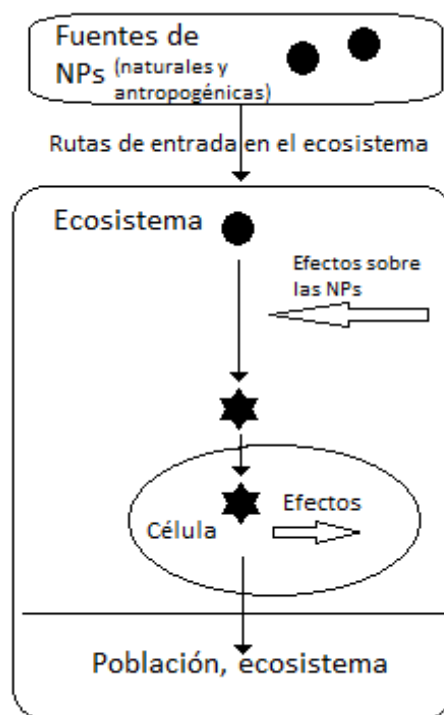 Fuentes de
NPs (naturales y
antropogénicas)
Rutas de entrada en el ecosistema
Ecosistema
Efectos sobre
las NPs
Efectos
Célula
Población, ecosistema